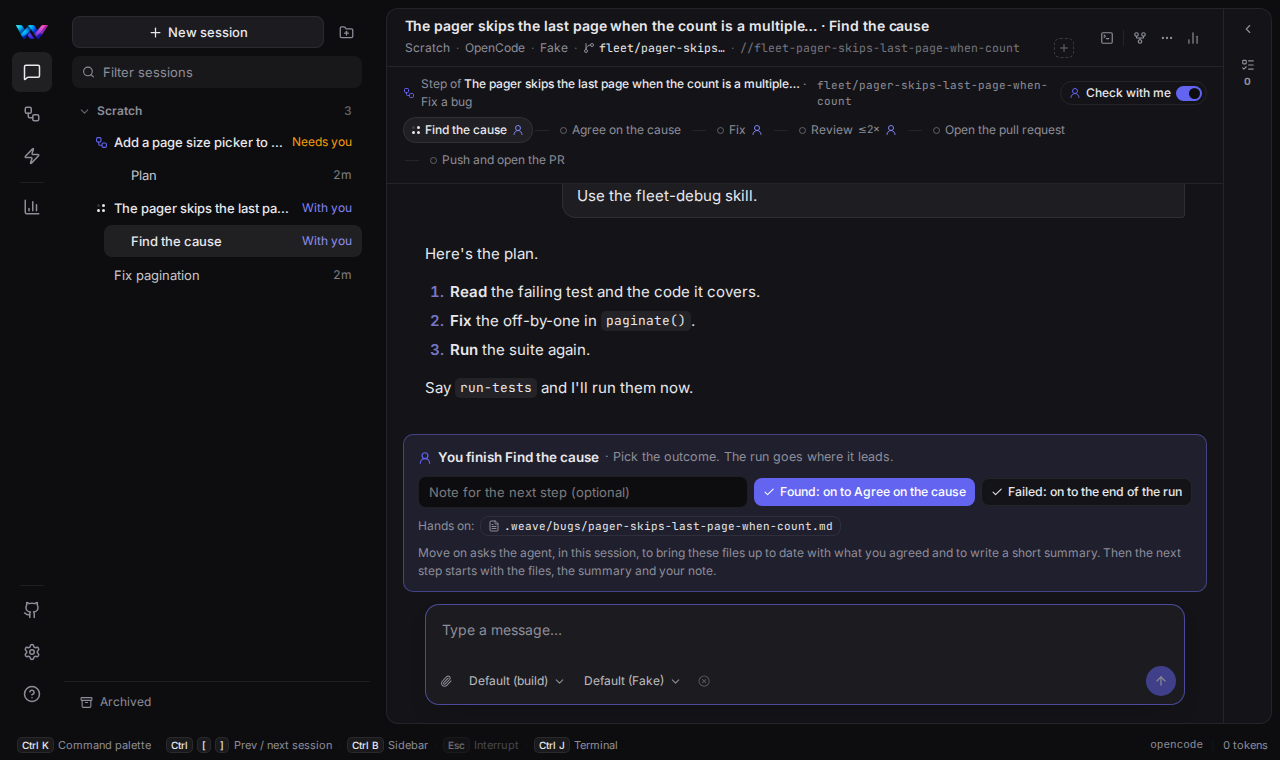 New session
Filter sessions
Scratch 3
Add a page size picker to ... Needs you
Plan 2m
The pager skips the last pa... With you
Find the cause With you
Fix pagination 2m
Archived
The pager skips the last page when the count is a multiple... · Find the cause
Scratch · OpenCode · Fake · fleet/pager-skips… · //fleet-pager-skips-last-page-when-count
Step of The pager skips the last page when the count is a multiple... · fleet/pager-skips-last-page-when-count
Fix a bug
Check with me
0
Find the cause
Agree on the cause
Fix
Review ≤2×
Open the pull request
Push and open the PR
Use the fleet-debug skill.
Here's the plan.
1. Read the failing test and the code it covers.
2. Fix the off-by-one in paginate().
3. Run the suite again.
Say run-tests and I'll run them now.
You finish Find the cause · Pick the outcome. The run goes where it leads.
Note for the next step (optional)
Found: on to Agree on the cause
Failed: on to the end of the run
Hands on: .weave/bugs/pager-skips-last-page-when-count.md
Move on asks the agent, in this session, to bring these files up to date with what you agreed and to write a short summary. Then the next
step starts with the files, the summary and your note.
Type a message...
Default (build)
Default (Fake)
Ctrl K Command palette Ctrl [ ] Prev / next session Ctrl B Sidebar Esc Interrupt Ctrl J Terminal
opencode 0 tokens